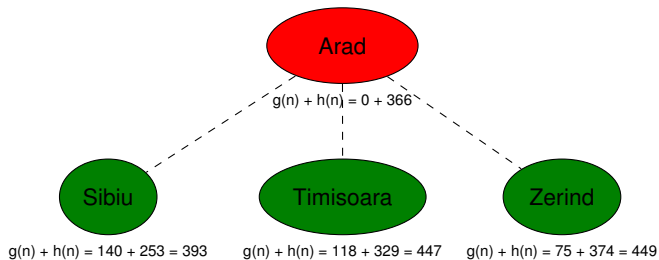 Arad
g(n) + h(n) = 0 + 366
Sibiu
Timisoara
Zerind
g(n) + h(n) = 140 + 253 = 393
g(n) + h(n) = 118 + 329 = 447
g(n) + h(n) = 75 + 374 = 449